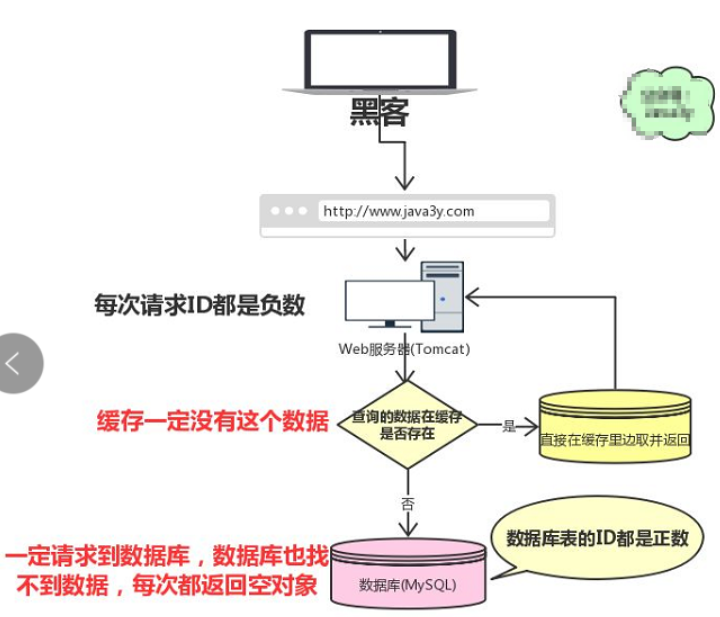 黑客
http://www.java3y.com
每次请求ID都是负数
Web服务器(Tomcat)
缓存一定没有这个数据
查询的数据在缓存
是否存在
是
直接在缓存里边取并返回
否
数据库表的ID都是正数
一定请求到数据库，数据库也找
不到数据，每次都返回空对象
数据库(MySQL)